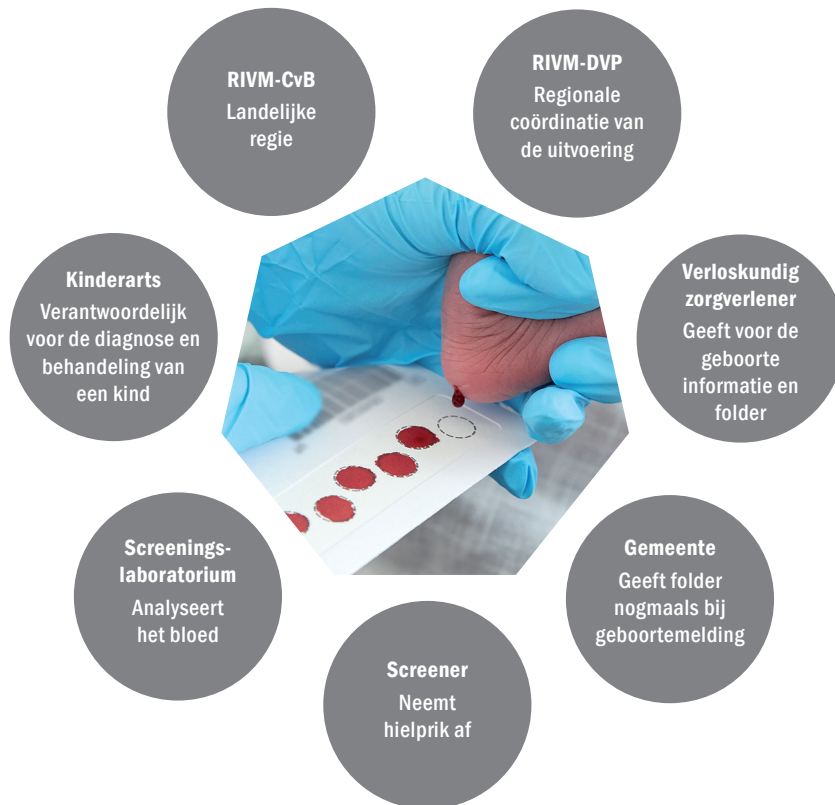 RIVM-CvB
Landelijke
regie
RIVM-DVP
Regionale
coördinatie van
de uitvoering
Verloskundig
zorgverlener
Geeft voor de
geboorte
informatie en
folder
Gemeente
Geeft folder
nogmaals bij
geboortemelding
Screener
Neemt
hielprik af
Screenings-
laboratorium
Analyseert
het bloed
Kinderarts
Verantwoordelijk
voor de diagnose en
behandeling van
een kind